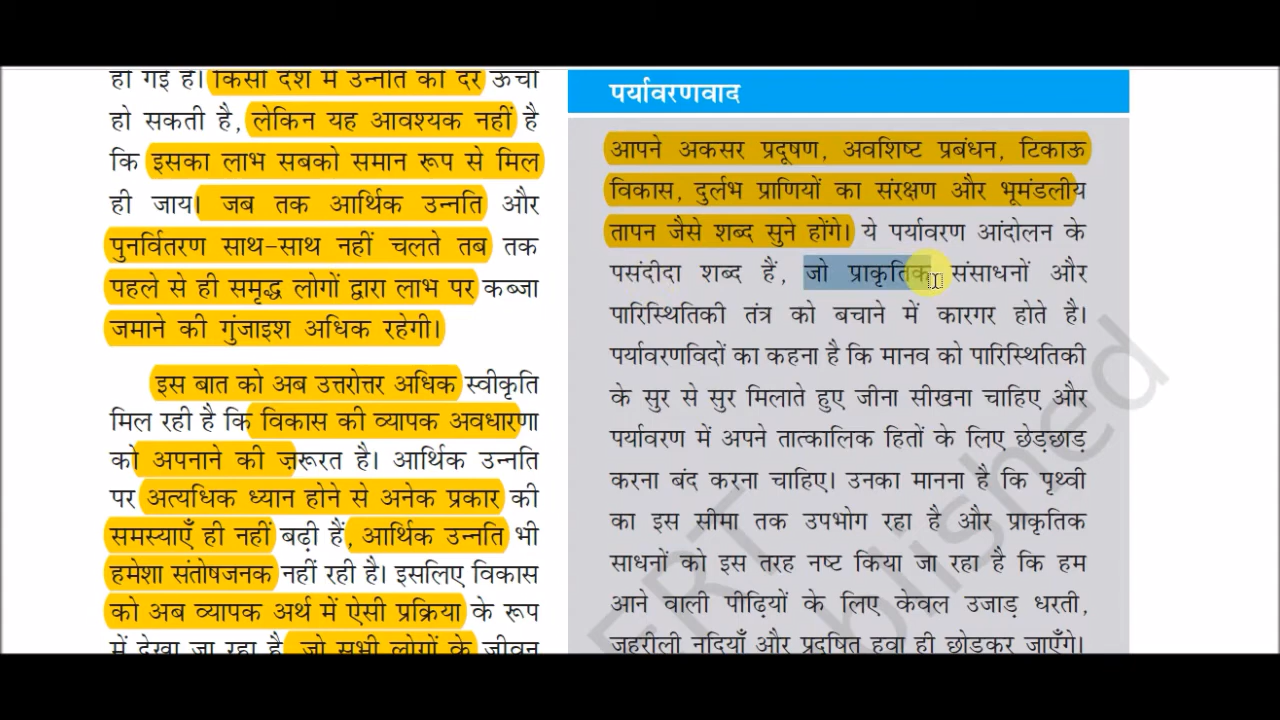 हो गई है। किसी देश में उन्नति की दर ऊँची
हो सकती है, लेकिन यह आवश्यक नहीं है
कि इसका लाभ सबको समान रूप से मिल
ही जाय। जब तक आर्थिक उन्नति और
पुनर्वितरण साथ-साथ नहीं चलते तब तक
पहले से ही समृद्ध लोगों द्वारा लाभ पर कब्जा
जमाने की गुंजाइश अधिक रहेगी।
इस बात को अब उत्तरोत्तर अधिक स्वीकृति
मिल रही है कि विकास की व्यापक अवधारणा
को अपनाने की ज़रूरत है। आर्थिक उन्नति
पर अत्यधिक ध्यान होने से अनेक प्रकार की
समस्याएँ ही नहीं बढ़ी हैं, आर्थिक उन्नति भी
हमेशा संतोषजनक नहीं रही है। इसलिए विकास
को अब व्यापक अर्थ में ऐसी प्रक्रिया के रूप
में देखा जा रहा है, जो सभी लोगों के जीवन
पर्यावरणवाद
आपने अकसर प्रदूषण, अवशिष्ट प्रबंधन, टिकाऊ
विकास, दुर्लभ प्राणियों का संरक्षण और भूमंडलीय
तापन जैसे शब्द सुने होंगे। ये पर्यावरण आंदोलन के
पसंदीदा शब्द हैं, जो प्राकृतिक संसाधनों और
पारिस्थितिकी तंत्र को बचाने में कारगर होते है।
पर्यावरणविदों का कहना है कि मानव को पारिस्थितिकी
के सुर से सुर मिलाते हुए जीना सीखना चाहिए और
पर्यावरण में अपने तात्कालिक हितों के लिए छेड़छाड़
करना बंद करना चाहिए। उनका मानना है कि पृथ्वी
का इस सीमा तक उपभोग रहा है और प्राकृतिक
साधनों को इस तरह नष्ट किया जा रहा है कि हम
आने वाली पीढ़ियों के लिए केवल उजाड़ धरती,
जहरीली नदियाँ और प्रदूषित हवा ही छोड़कर जाएँगे।
ERT
blished